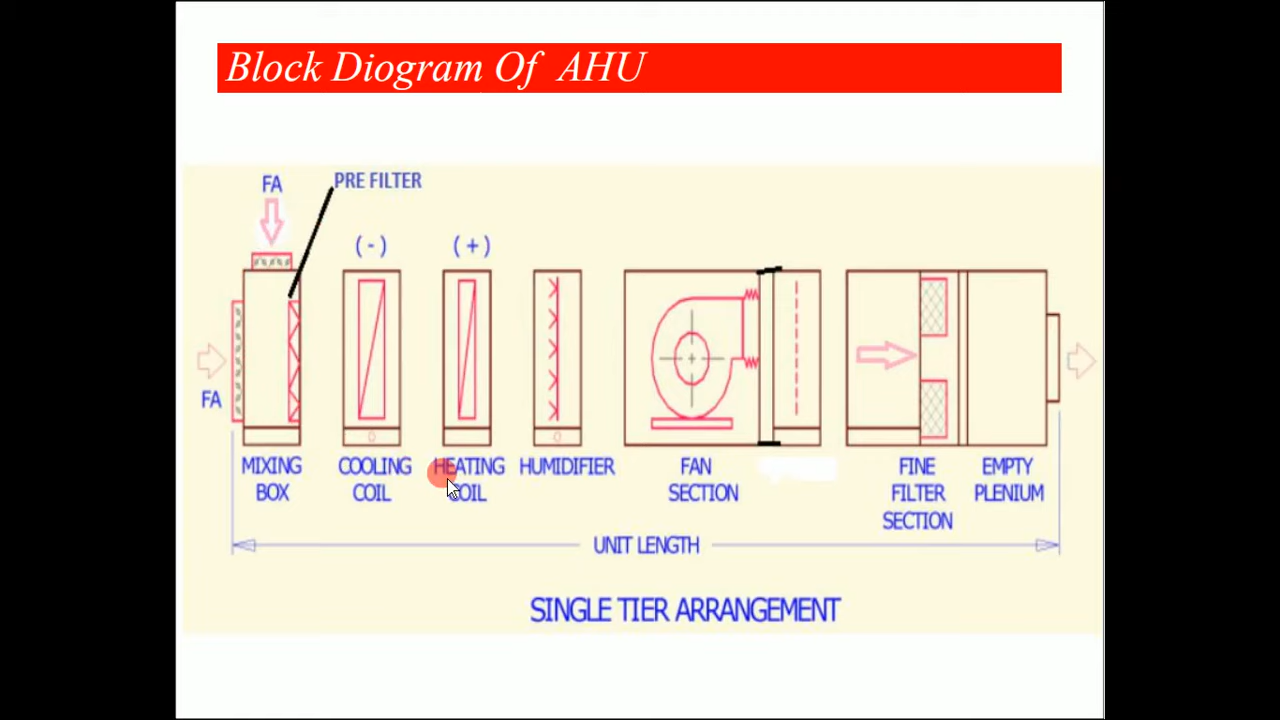 Block Diogram Of AHU
FA
PRE FILTER
( - )
( + )
FA
MIXING
BOX
COOLING
COIL
HEATING
COIL
HUMIDIFIER
FAN
SECTION
FINE
FILTER
SECTION
EMPTY
PLENIUM
UNIT LENGTH
SINGLE TIER ARRANGEMENT